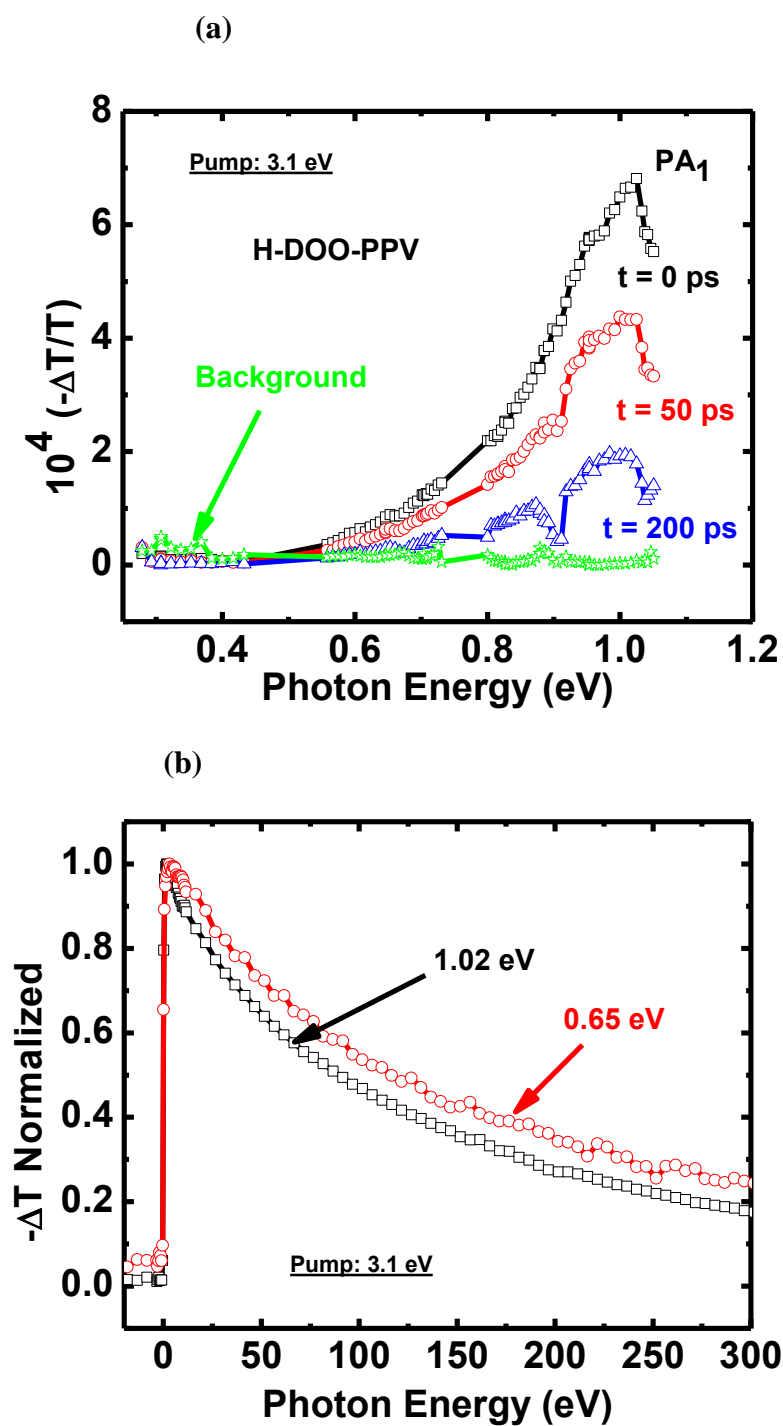 (a)
8
6
4
2
0
10⁴ (-ΔT/T)
Pump: 3.1 eV
PA₁
H-DOO-PPV
t = 0 ps
Background
t = 50 ps
t = 200 ps
0.4
0.6
0.8
1.0
1.2
Photon Energy (eV)
(b)
1.0
0.8
0.6
0.4
0.2
0.0
-ΔT Normalized
1.02 eV
0.65 eV
Pump: 3.1 eV
0
50
100
150
200
250
300
Photon Energy (eV)